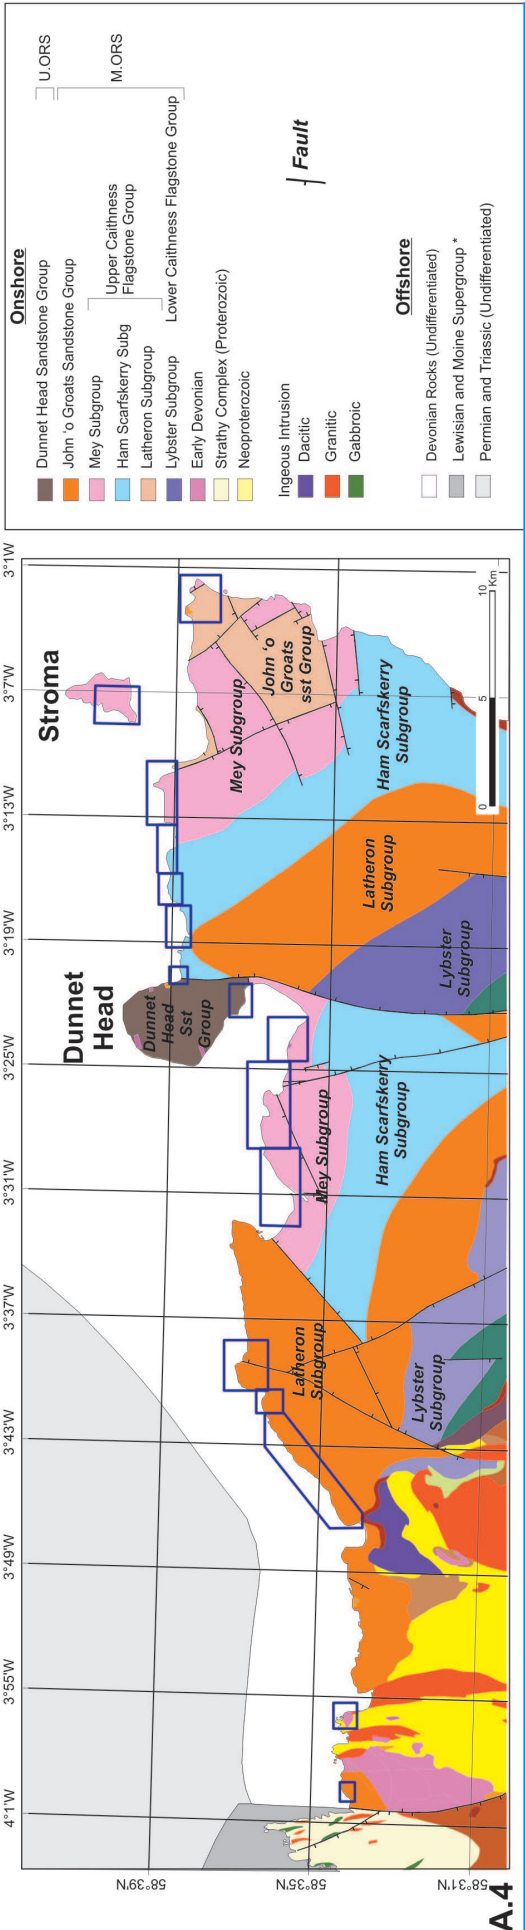 A.4
4°1'W
3°55'W
3°49'W
3°43'W
3°37'W
3°31'W
3°25'W
3°19'W
3°13'W
3°7'W
3°1'W
58°39'N
58°35'N
58°31'N
Dunnet
Head
Stroma
Dunnet
Head
Sst
Group
Mey Subgroup
John 'o
Groats
sst Group
Ham Scarfskerry
Subgroup
Latheron
Subgroup
Lybster
Subgroup
Mey Subgroup
Ham Scarfskerry
Subgroup
Latheron
Subgroup
Lybster
Subgroup
0 5 10
Km
Onshore
Dunnet Head Sandstone Group
U.ORS
John 'o Groats Sandstone Group
M.ORS
Mey Subgroup
Ham Scarfskerry Subg
Latheron Subgroup
Upper Caithness
Flagstone Group
Lybster Subgroup
Lower Caithness Flagstone Group
Early Devonian
Strathy Complex (Proterozoic)
Neoproterozoic
Ingeous Intrusion
Dacitic
Granitic
Gabbroic
Fault
Offshore
Devonian Rocks (Undifferentiated)
Lewisian and Moine Supergroup *
Permian and Triassic (Undifferentiated)